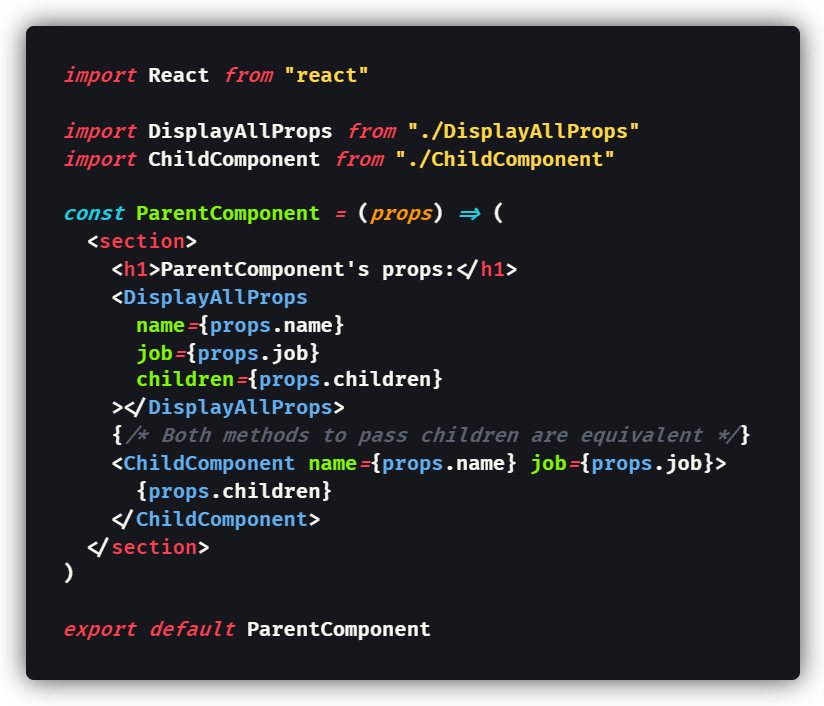 import React from "react"

import DisplayAllProps from "./DisplayAllProps"
import ChildComponent from "./ChildComponent"

const ParentComponent = (props) => (
  <section>
    <h1>ParentComponent's props:</h1>
    <DisplayAllProps
      name={props.name}
      job={props.job}
      children={props.children}
    ></DisplayAllProps>
    {/* Both methods to pass children are equivalent */}
    <ChildComponent name={props.name} job={props.job}>
      {props.children}
    </ChildComponent>
  </section>
)

export default ParentComponent